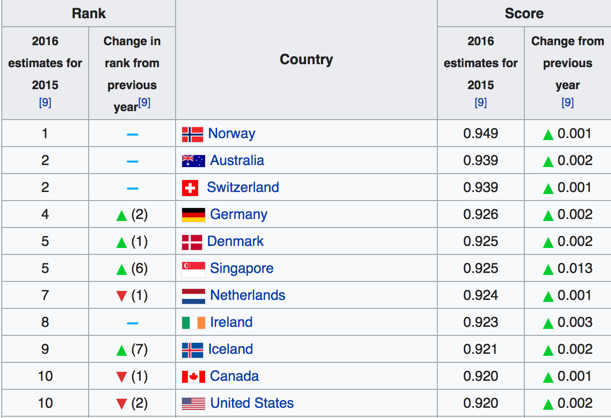 Rank
Score
2016 estimates for 2015 [9]
Change in rank from previous year[9]
Country
2016 estimates for 2015 [9]
Change from previous year [9]
1 – Norway 0.949 ▲ 0.001
2 – Australia 0.939 ▲ 0.002
2 – Switzerland 0.939 ▲ 0.001
4 ▲ (2) Germany 0.926 ▲ 0.002
5 ▲ (1) Denmark 0.925 ▲ 0.002
5 ▲ (6) Singapore 0.925 ▲ 0.013
7 ▼ (1) Netherlands 0.924 ▲ 0.001
8 – Ireland 0.923 ▲ 0.003
9 ▲ (7) Iceland 0.921 ▲ 0.002
10 ▼ (1) Canada 0.920 ▲ 0.001
10 ▼ (2) United States 0.920 ▲ 0.002